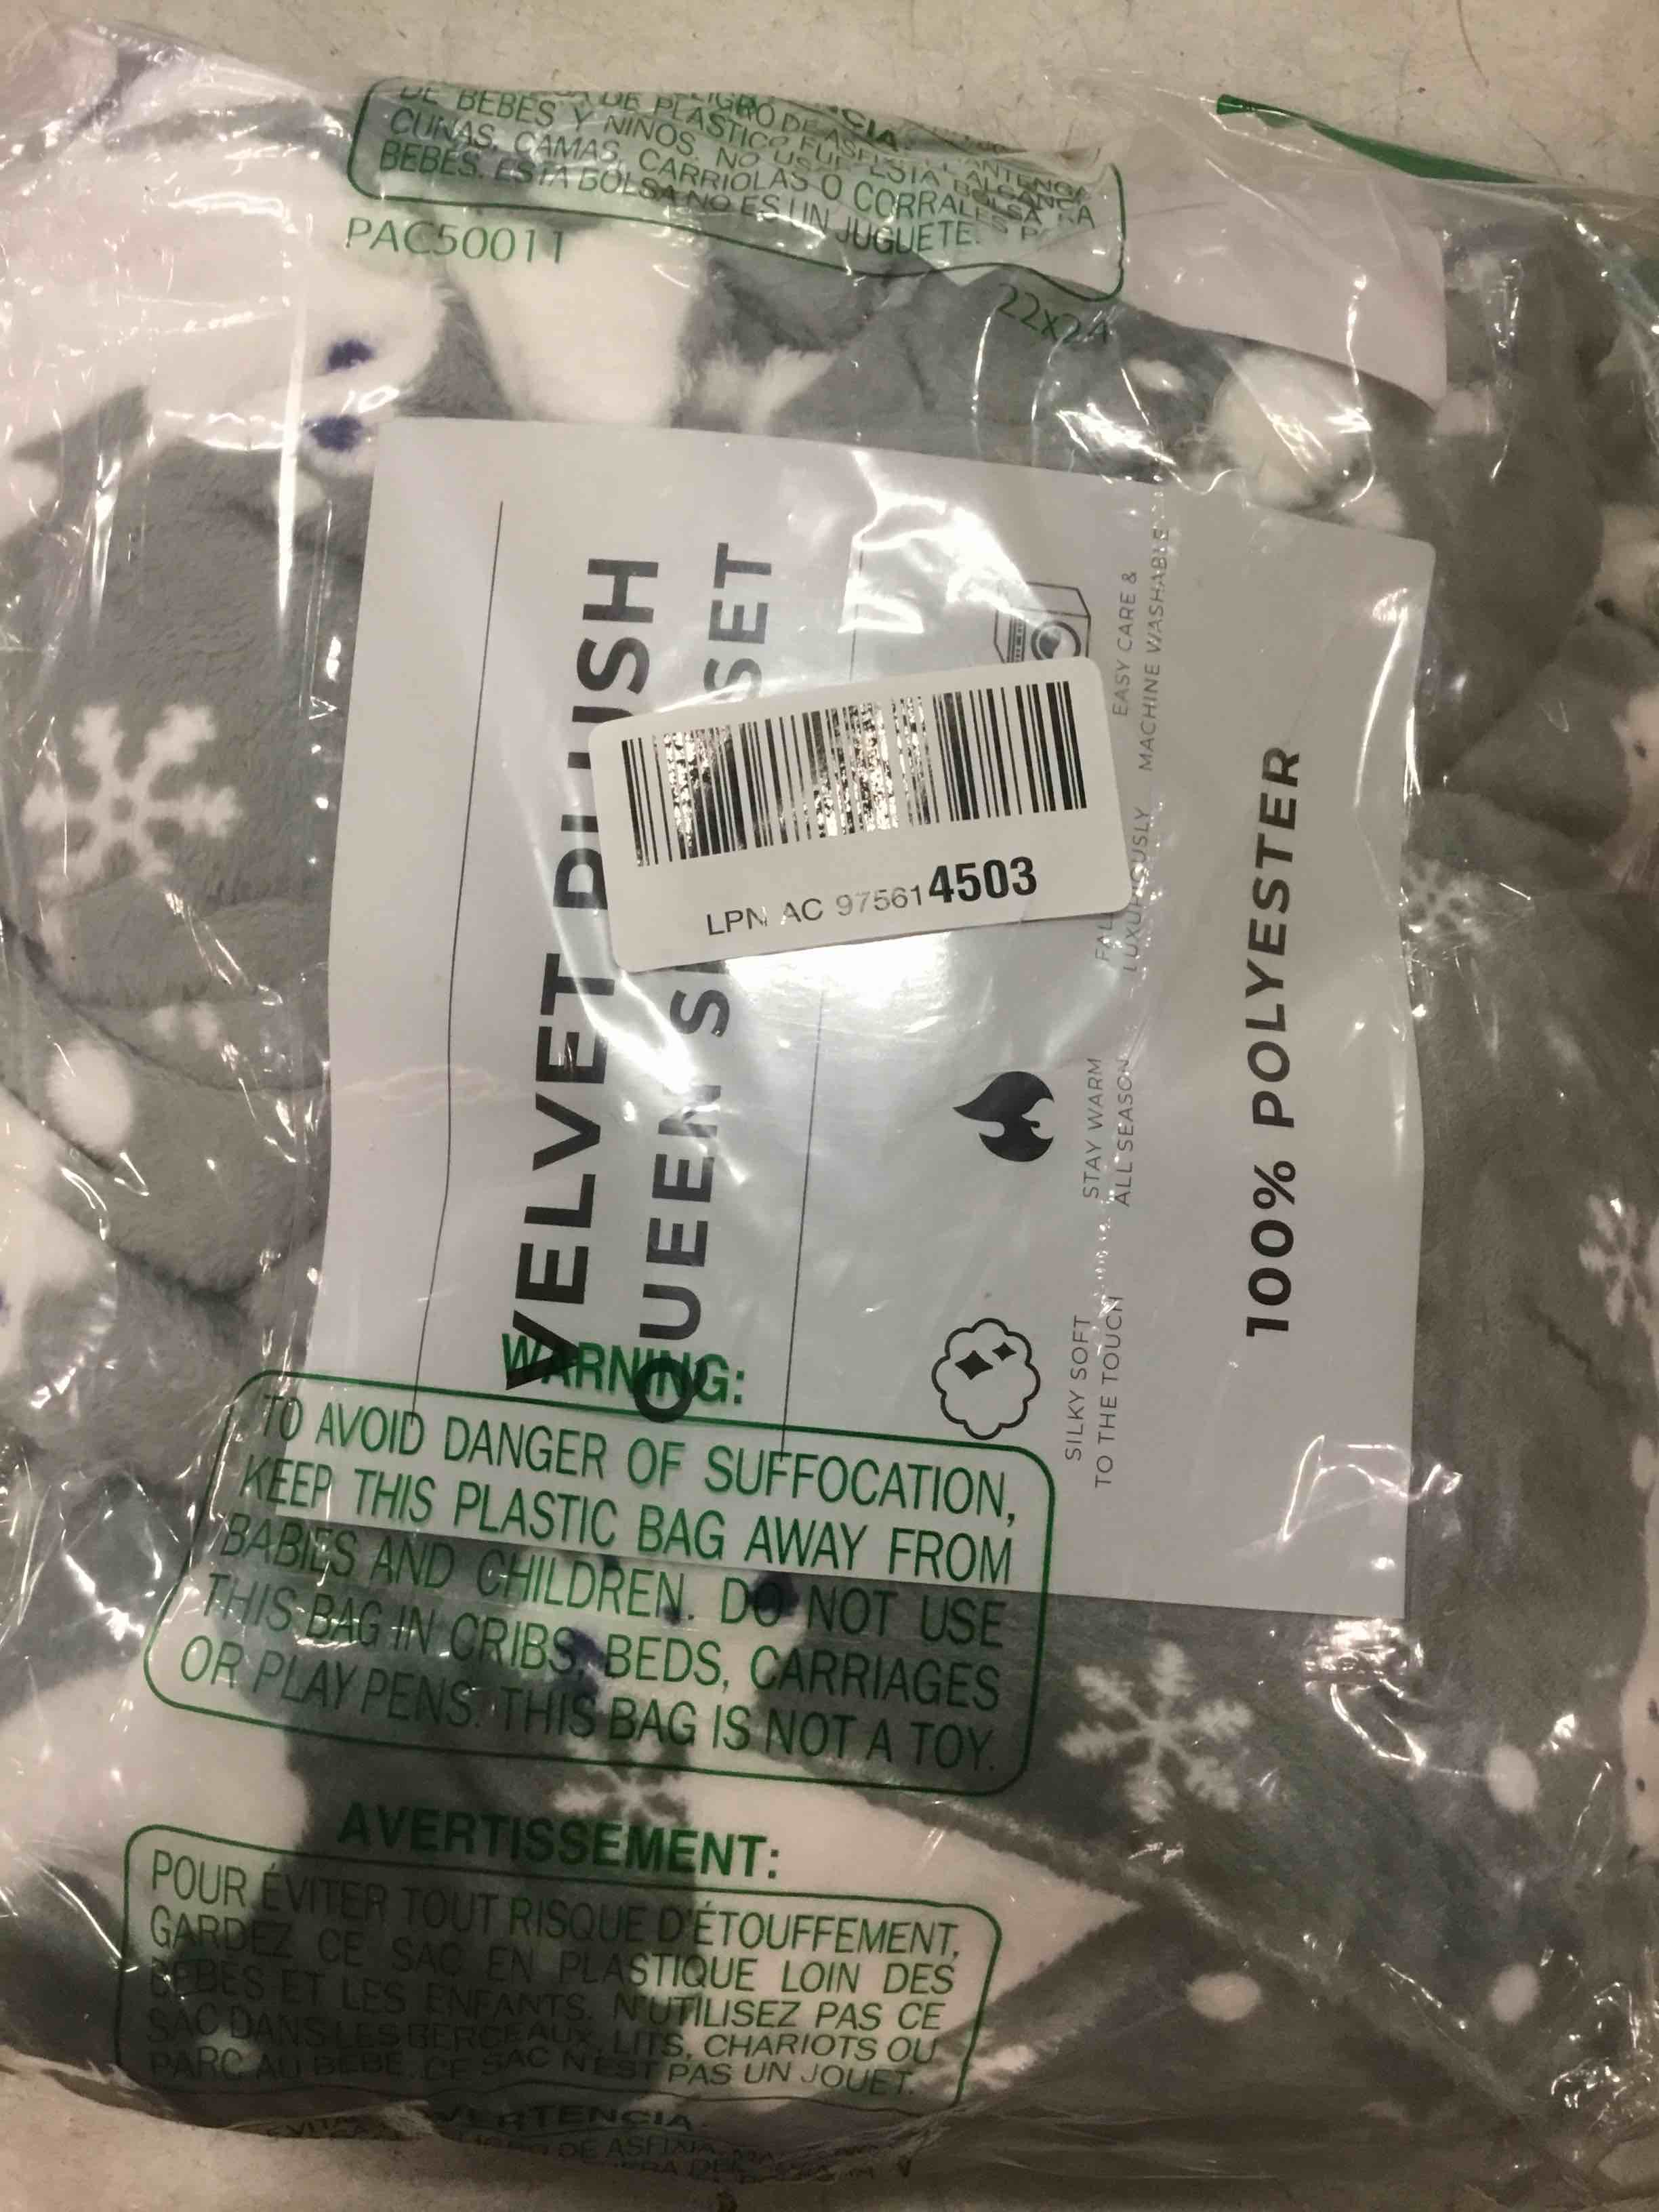 DE BEBES Y NIÑOS. NO
CUNAS, CAMAS, CARRIOLAS O CORRALES
BEBES. ESTA BOLSA NO ES UN JUGUETE.
PAC50011
22X24
VELVET PLUSH
QUEEN SET
EASY CARE &
MACHINE WASHABLE
LUXURIOUSLY
STAY WARM
ALL SEASON
SILKY SOFT
TO THE TOUCH
100% POLYESTER
LPN AC 975614503
WARNING:
TO AVOID DANGER OF SUFFOCATION,
KEEP THIS PLASTIC BAG AWAY FROM
BABIES AND CHILDREN. DO NOT USE
THIS BAG IN CRIBS, BEDS, CARRIAGES
OR PLAY PENS. THIS BAG IS NOT A TOY.
AVERTISSEMENT:
POUR ÉVITER TOUT RISQUE D'ÉTOUFFEMENT,
GARDEZ CE SAC EN PLASTIQUE LOIN DES
BEBES ET LES ENFANTS. N'UTILISEZ PAS CE
SAC DANS LES BERCEAUX, LITS, CHARIOTS OU
PARC AU BEBE. CE SAC N'EST PAS UN JOUET.
DE ASFIXIA